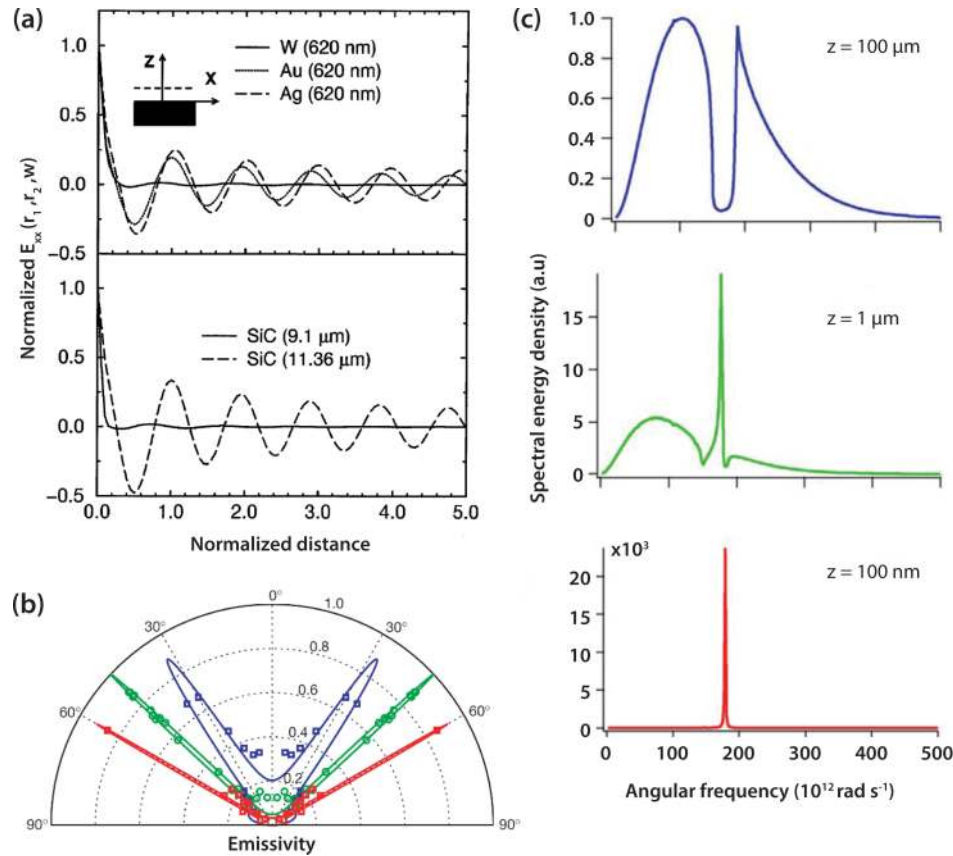 (a)
Normalized E_xx (r_1, r_2, w)
1.0
0.5
0.0
−0.5
W (620 nm)
Au (620 nm)
Ag (620 nm)
z
x
1.0
0.5
0.0
−0.5
SiC (9.1 μm)
SiC (11.36 μm)
0.0 1.0 2.0 3.0 4.0 5.0
Normalized distance
(b)
0°
30° 30°
60° 60°
90° 90°
1.0
0.8
0.6
0.4
0.2
Emissivity
(c)
Spectral energy density (a.u)
z = 100 μm
1.0
0.8
0.6
0.4
0.2
0
z = 1 μm
15
10
5
0
x10³
z = 100 nm
20
15
10
5
0
0 100 200 300 400 500
Angular frequency (10¹² rad s⁻¹)